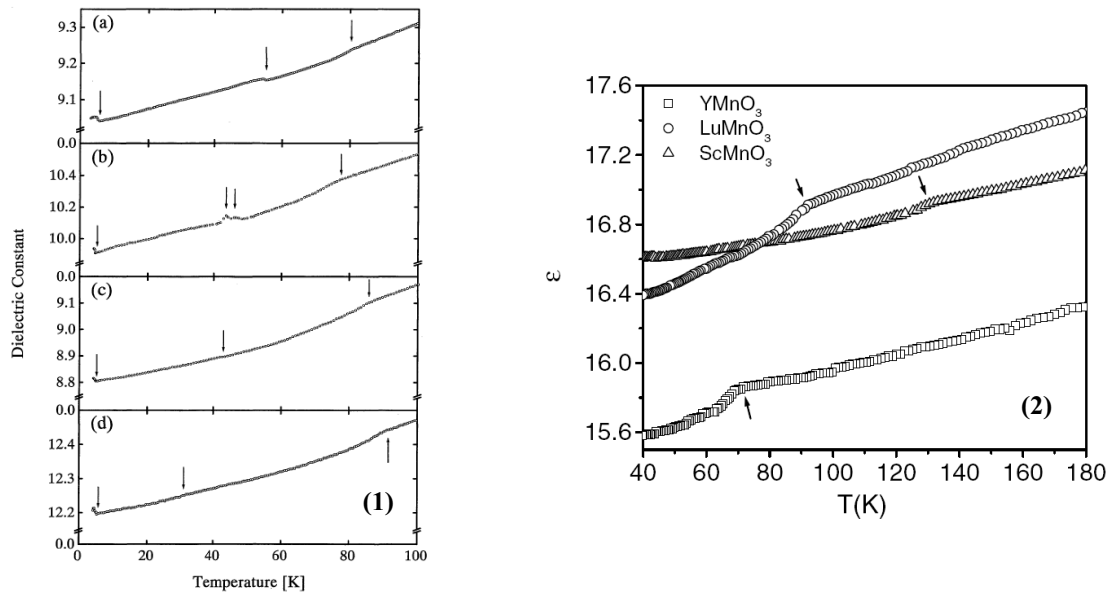 (a)
9.3
9.2
9.1
0.0
(b)
10.4
10.2
10.0
0.0
(c)
9.1
8.9
8.8
0.0
(d)
12.4
12.3
12.2
0.0
(1)
0 20 40 60 80 100
Temperature [K]
Dielectric Constant
17.6
17.2
16.8
16.4
16.0
15.6
ε
YMnO₃
LuMnO₃
ScMnO₃
(2)
40 60 80 100 120 140 160 180
T(K)